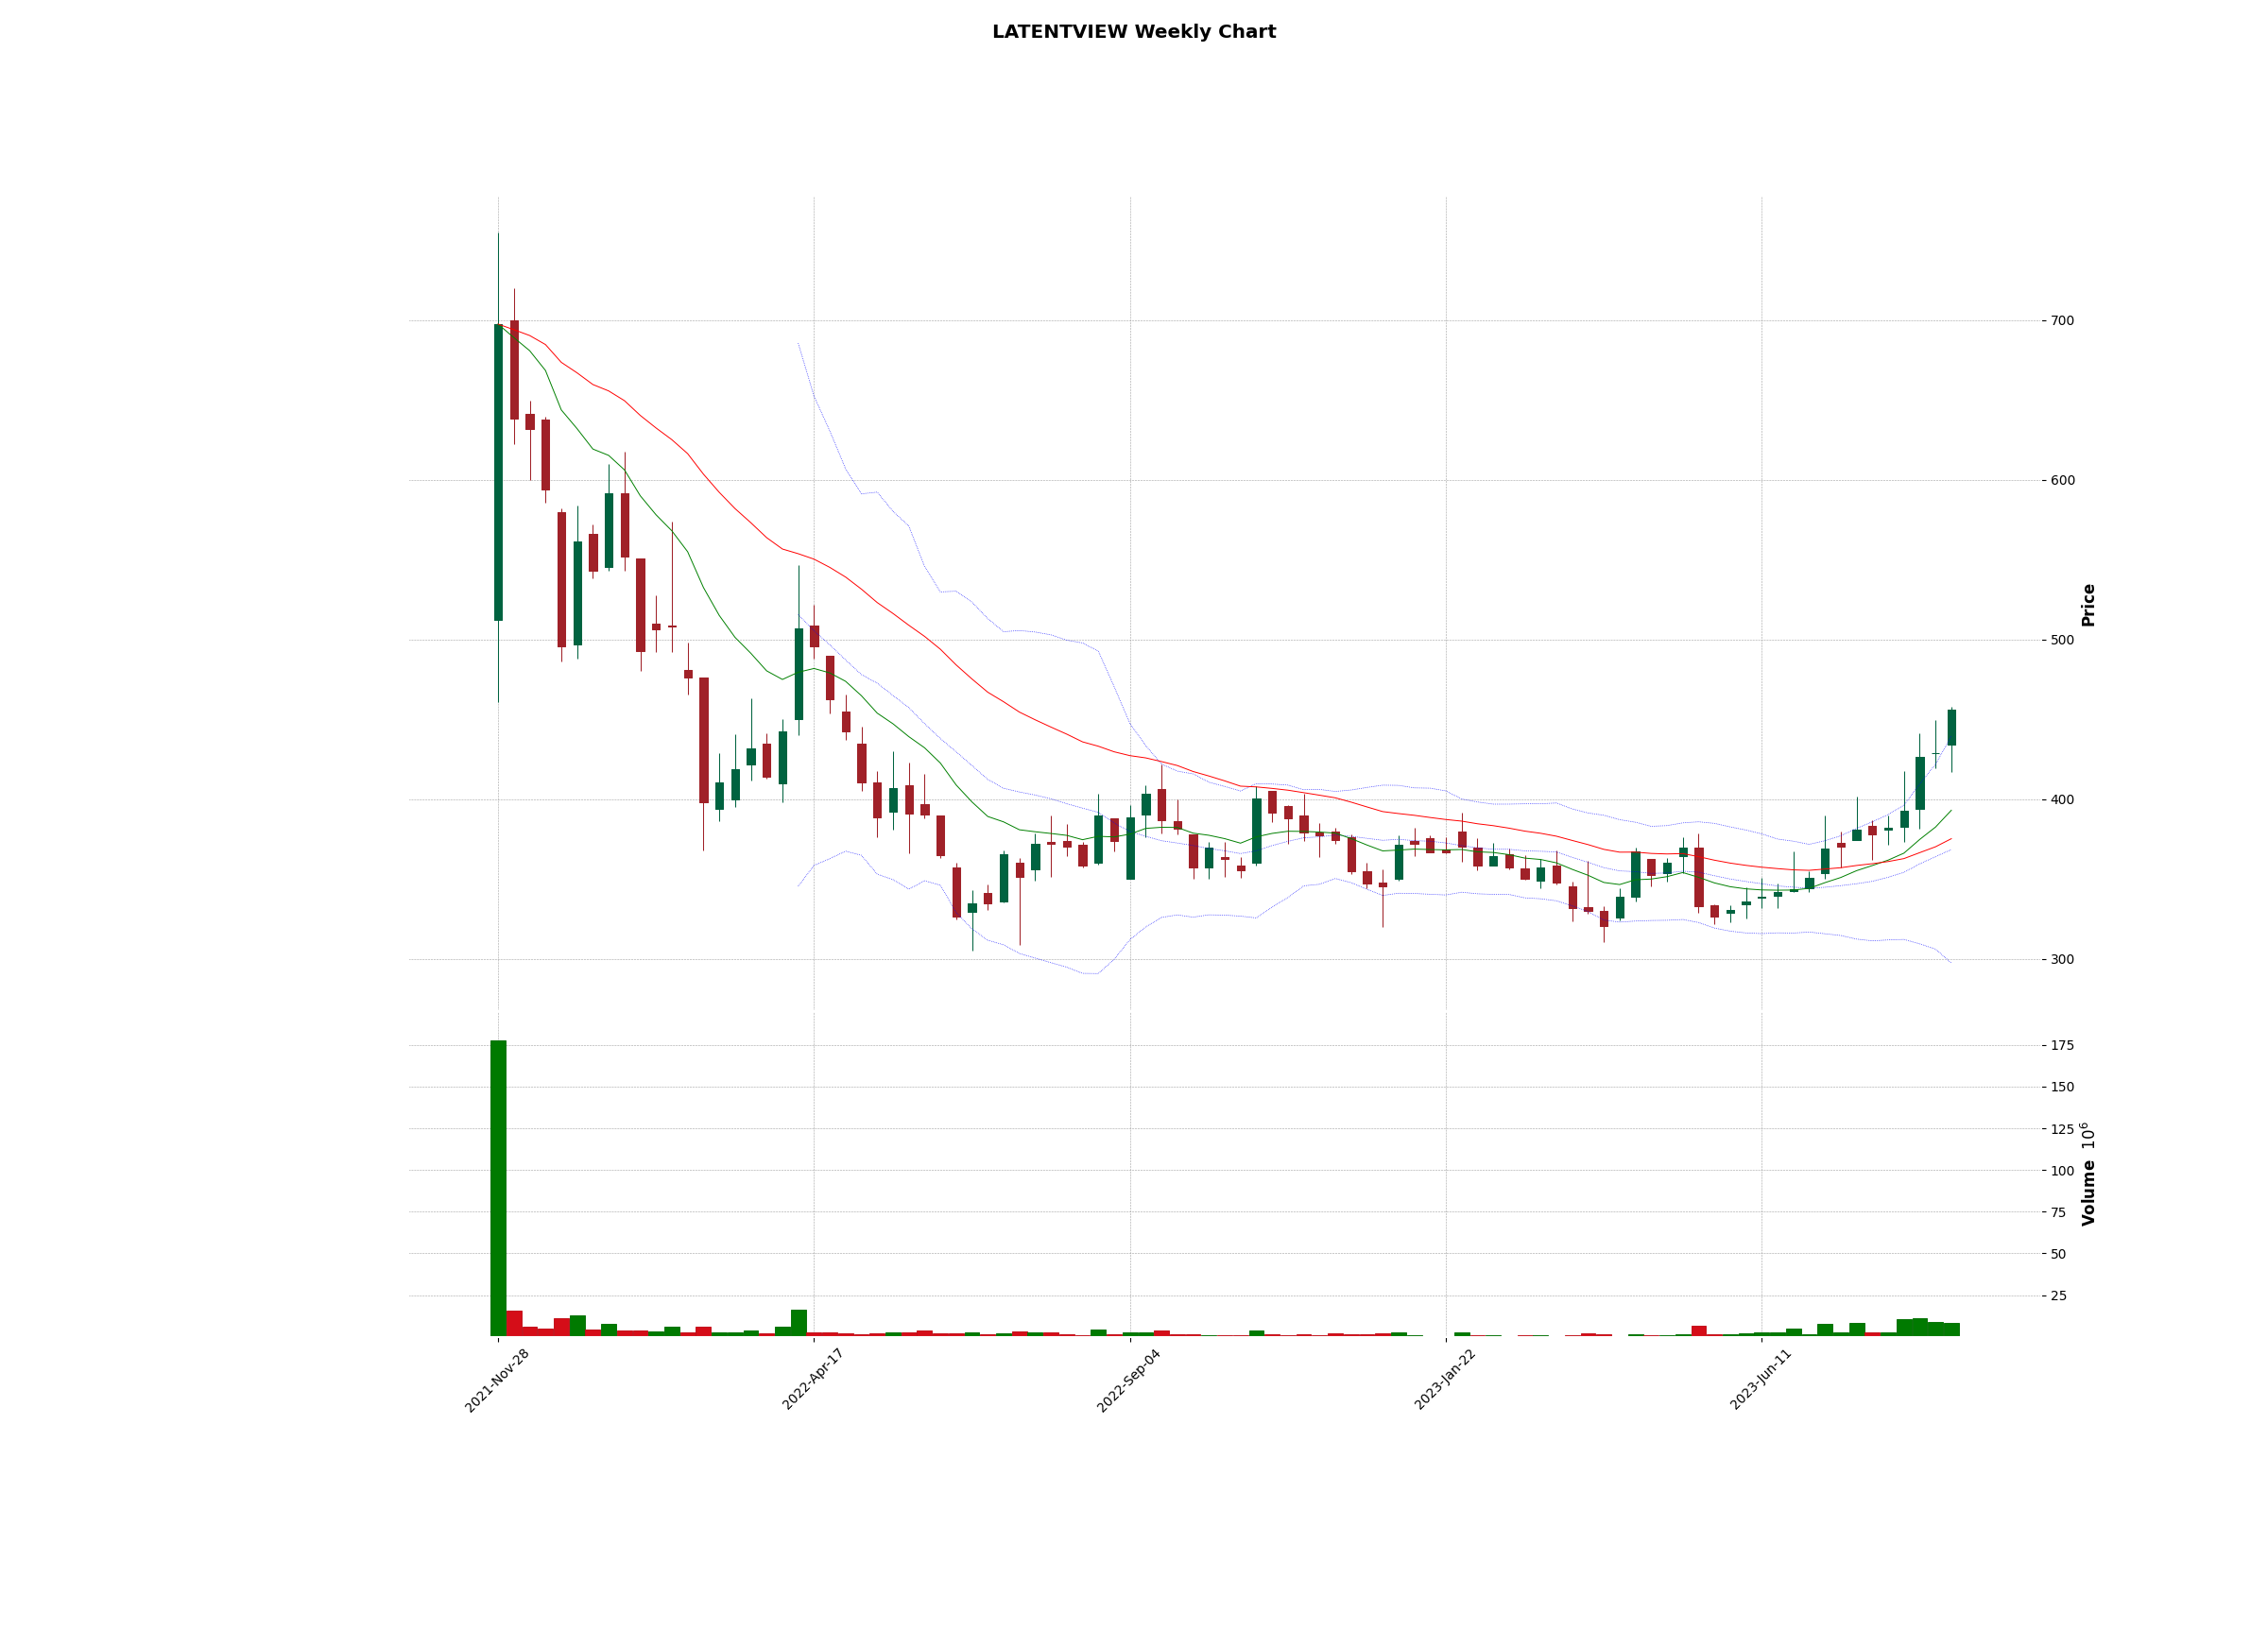 LATENTVIEW Weekly Chart
700
600
500
400
300
Price
175
150
125
100
75
50
25
Volume 10^6
2021-Nov-28
2022-Apr-17
2022-Sep-04
2023-Jan-22
2023-Jun-11